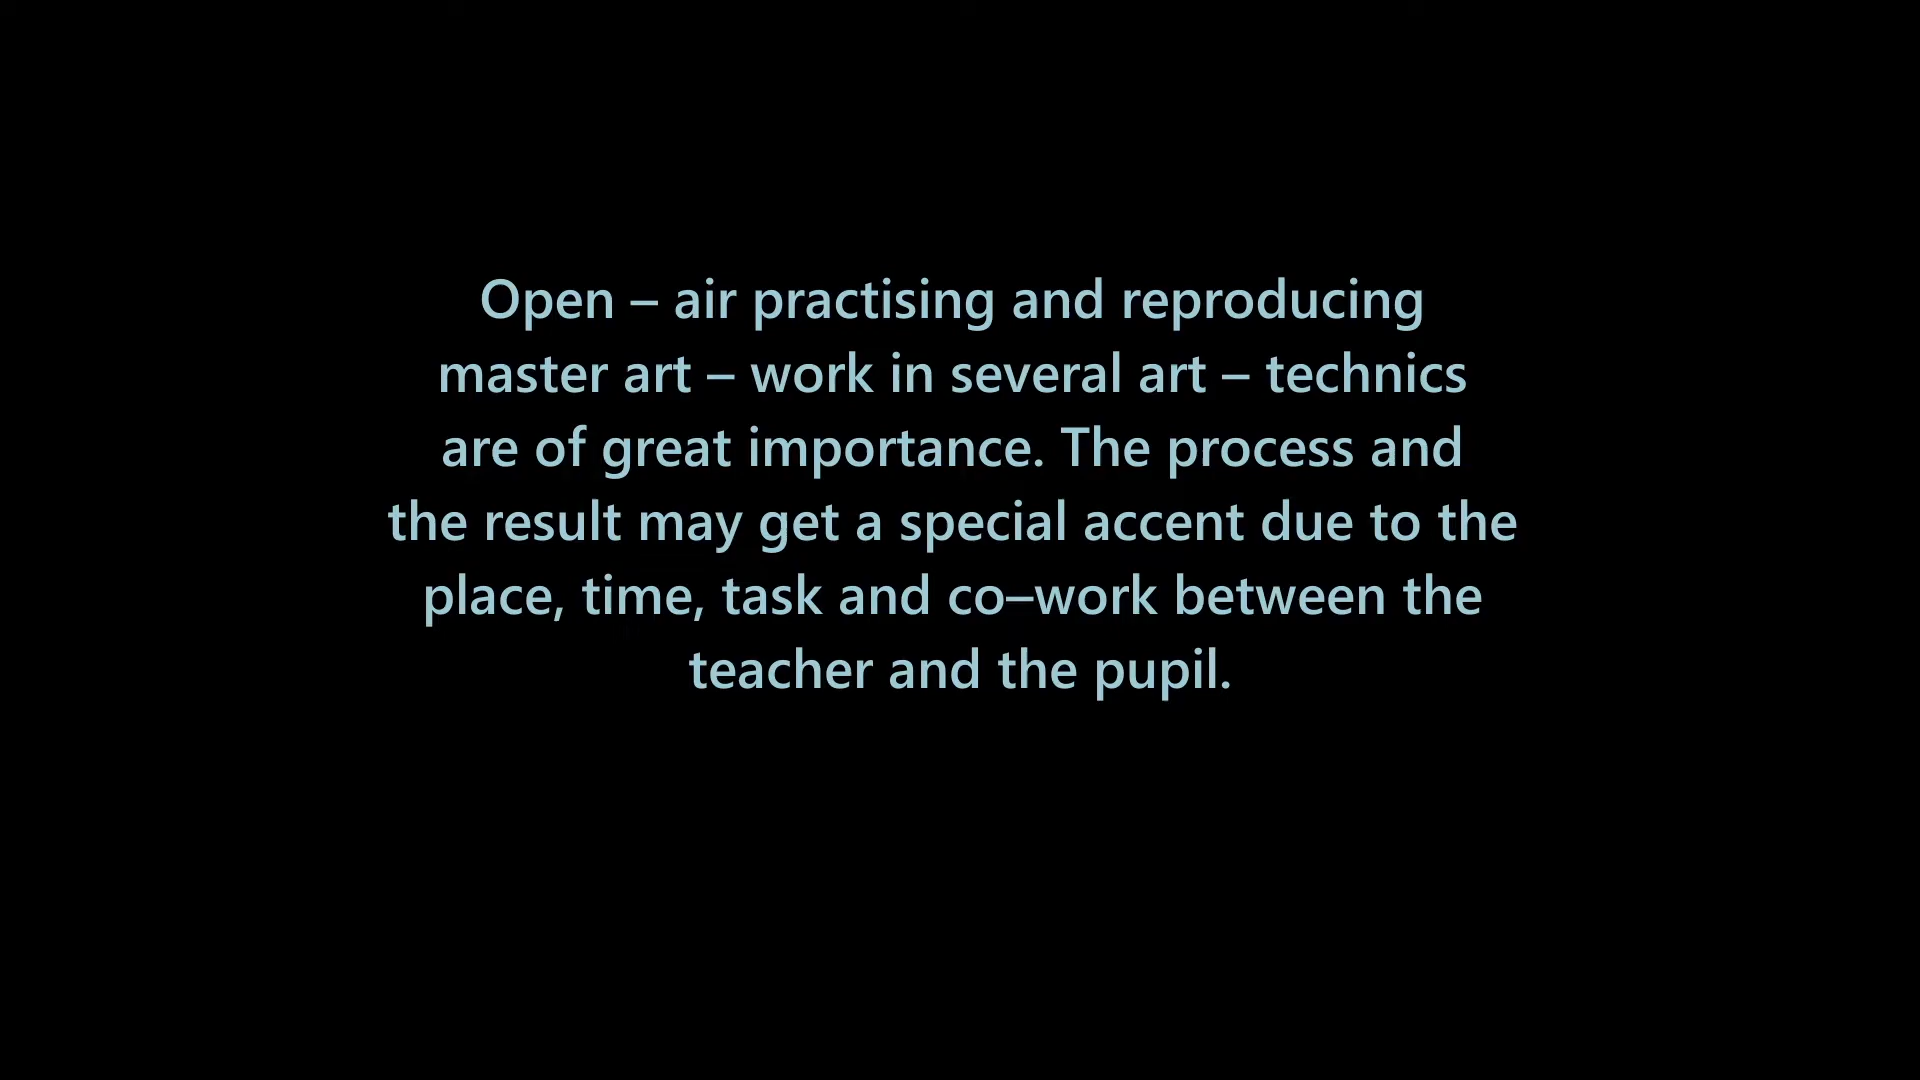 Open – air practising and reproducing
master art – work in several art – technics
are of great importance. The process and
the result may get a special accent due to the
place, time, task and co–work between the
teacher and the pupil.